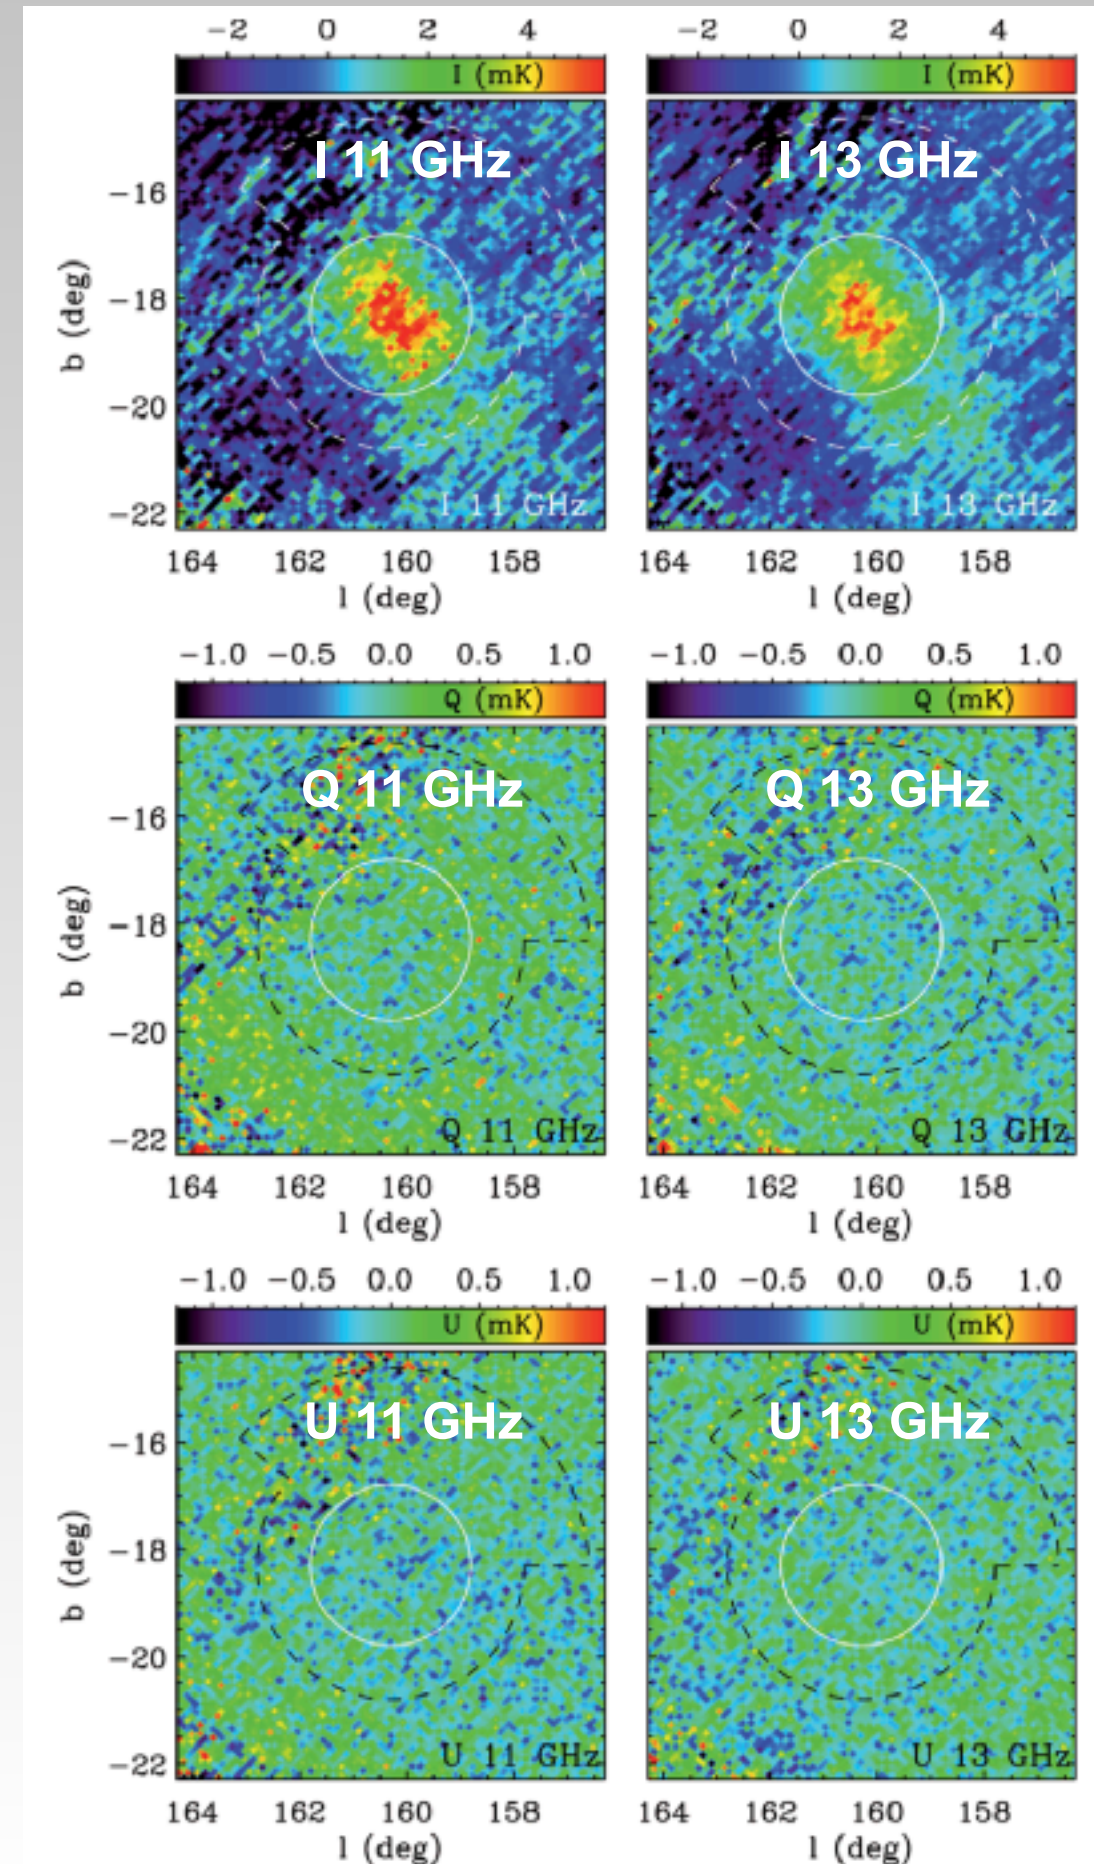 −2 0 2 4 −2 0 2 4
I (mK) I (mK)
I 11 GHz I 13 GHz
−16
−18
−20
−22
b (deg)
I 11 GHz I 13 GHz
164 162 160 158 164 162 160 158
l (deg) l (deg)
−1.0 −0.5 0.0 0.5 1.0 −1.0 −0.5 0.0 0.5 1.0
Q (mK) Q (mK)
Q 11 GHz Q 13 GHz
−16
−18
−20
−22
b (deg)
Q 11 GHz Q 13 GHz
164 162 160 158 164 162 160 158
l (deg) l (deg)
−1.0 −0.5 0.0 0.5 1.0 −1.0 −0.5 0.0 0.5 1.0
U (mK) U (mK)
U 11 GHz U 13 GHz
−16
−18
−20
−22
b (deg)
U 11 GHz U 13 GHz
164 162 160 158 164 162 160 158
l (deg) l (deg)